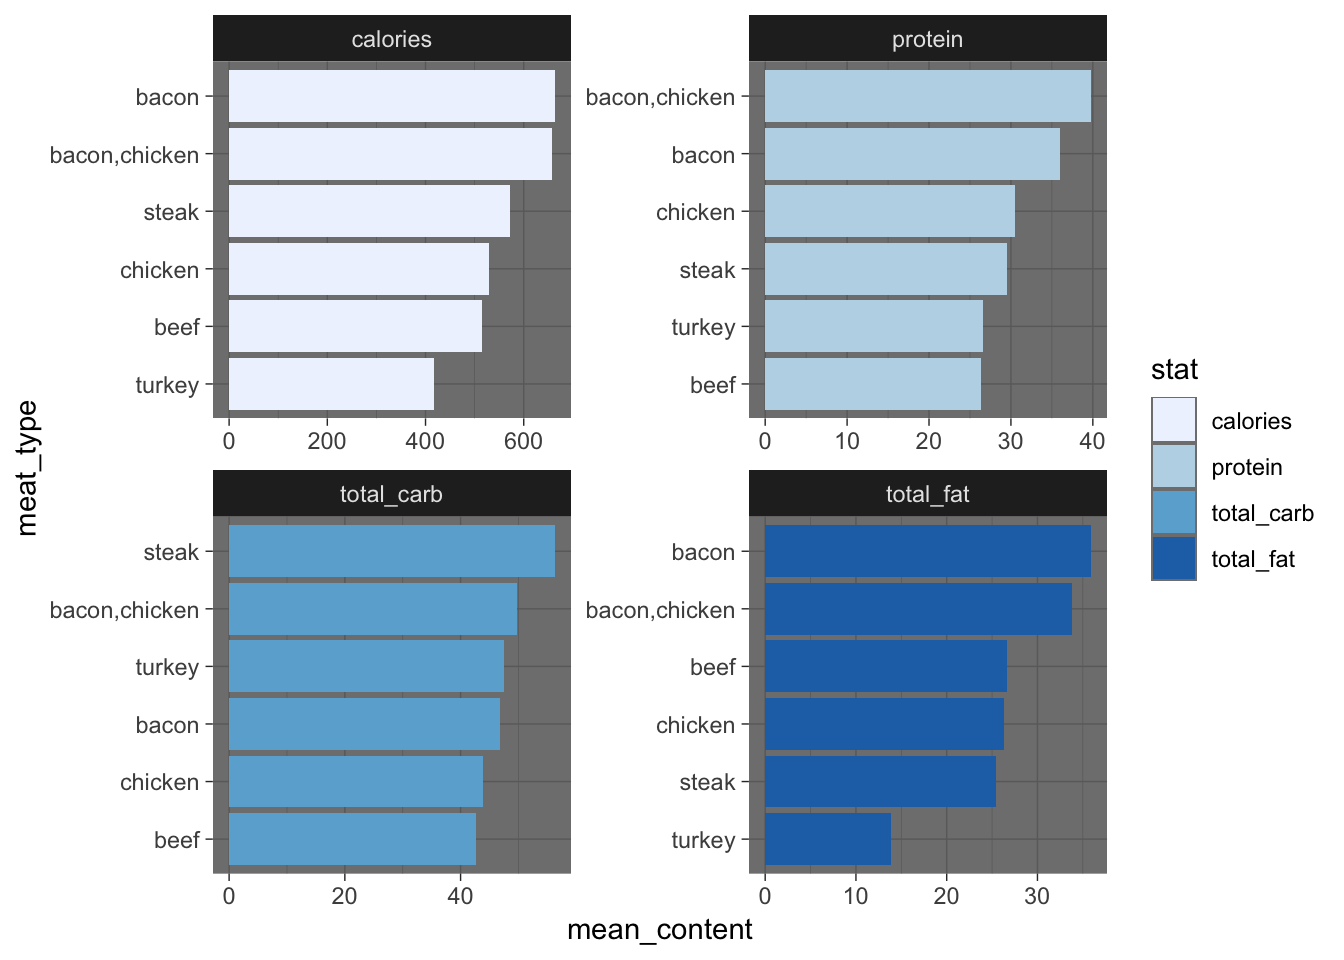 calories
bacon
bacon,chicken
steak
chicken
beef
turkey
0 200 400 600
protein
bacon,chicken
bacon
chicken
steak
turkey
beef
0 10 20 30 40
total_carb
steak
bacon,chicken
turkey
bacon
chicken
beef
0 20 40
total_fat
bacon
bacon,chicken
beef
chicken
steak
turkey
0 10 20 30
meat_type
mean_content
stat
calories
protein
total_carb
total_fat